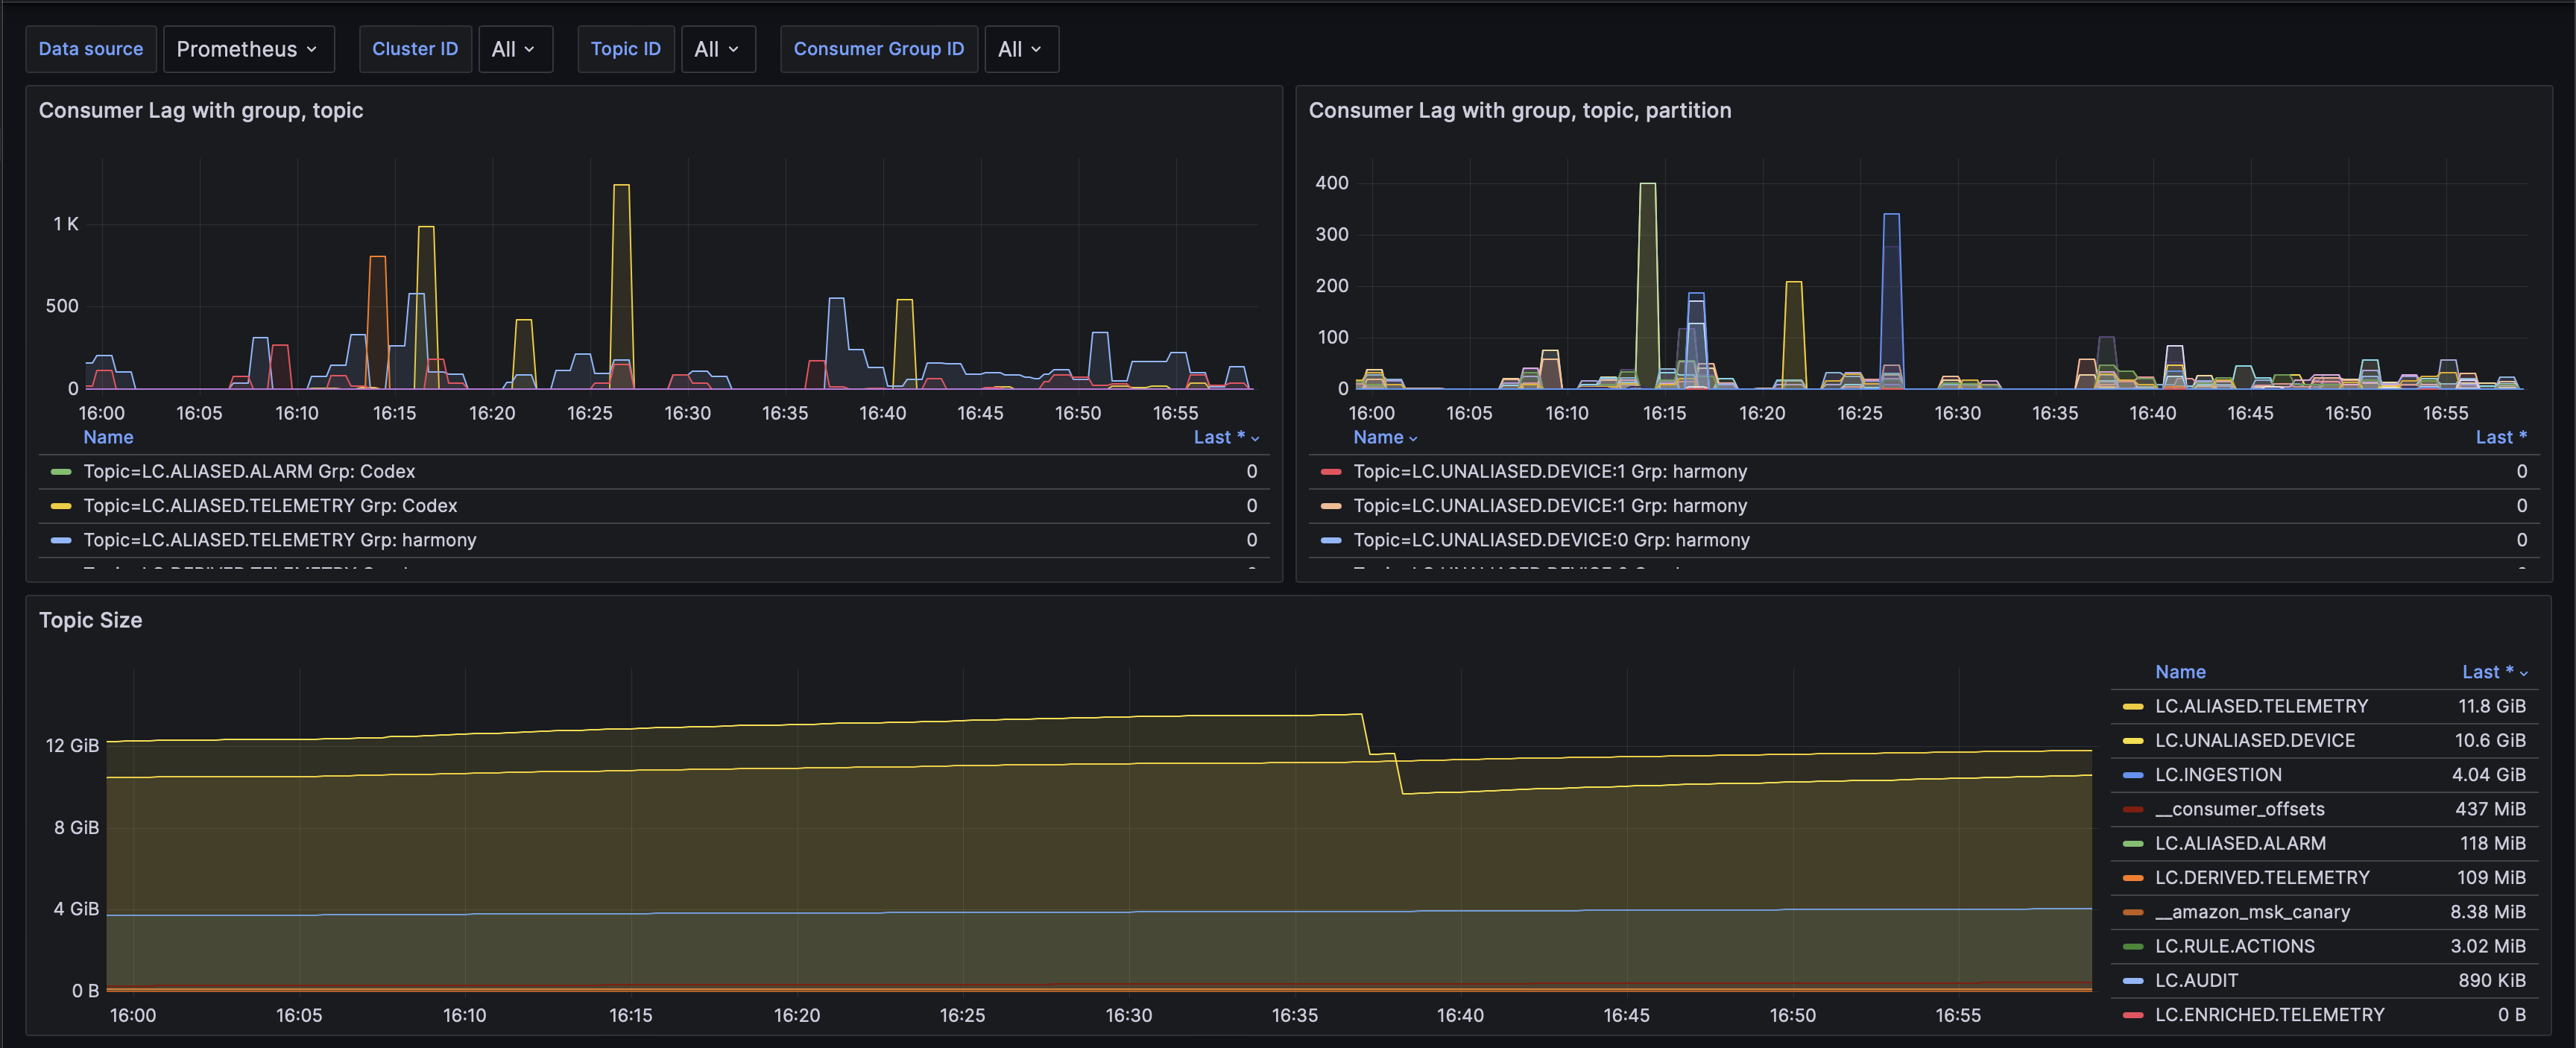 Data source Prometheus Cluster ID All Topic ID All Consumer Group ID All
Consumer Lag with group, topic
1 K
500
0
16:00 16:05 16:10 16:15 16:20 16:25 16:30 16:35 16:40 16:45 16:50 16:55
Name Last *
Topic=LC.ALIASED.ALARM Grp: Codex 0
Topic=LC.ALIASED.TELEMETRY Grp: Codex 0
Topic=LC.ALIASED.TELEMETRY Grp: harmony 0
Consumer Lag with group, topic, partition
400
300
200
100
0
16:00 16:05 16:10 16:15 16:20 16:25 16:30 16:35 16:40 16:45 16:50 16:55
Name Last *
Topic=LC.UNALIASED.DEVICE:1 Grp: harmony 0
Topic=LC.UNALIASED.DEVICE:1 Grp: harmony 0
Topic=LC.UNALIASED.DEVICE:0 Grp: harmony 0
Topic Size
12 GiB
8 GiB
4 GiB
0 B
16:00 16:05 16:10 16:15 16:20 16:25 16:30 16:35 16:40 16:45 16:50 16:55
Name Last *
LC.ALIASED.TELEMETRY 11.8 GiB
LC.UNALIASED.DEVICE 10.6 GiB
LC.INGESTION 4.04 GiB
__consumer_offsets 437 MiB
LC.ALIASED.ALARM 118 MiB
LC.DERIVED.TELEMETRY 109 MiB
__amazon_msk_canary 8.38 MiB
LC.RULE.ACTIONS 3.02 MiB
LC.AUDIT 890 KiB
LC.ENRICHED.TELEMETRY 0 B